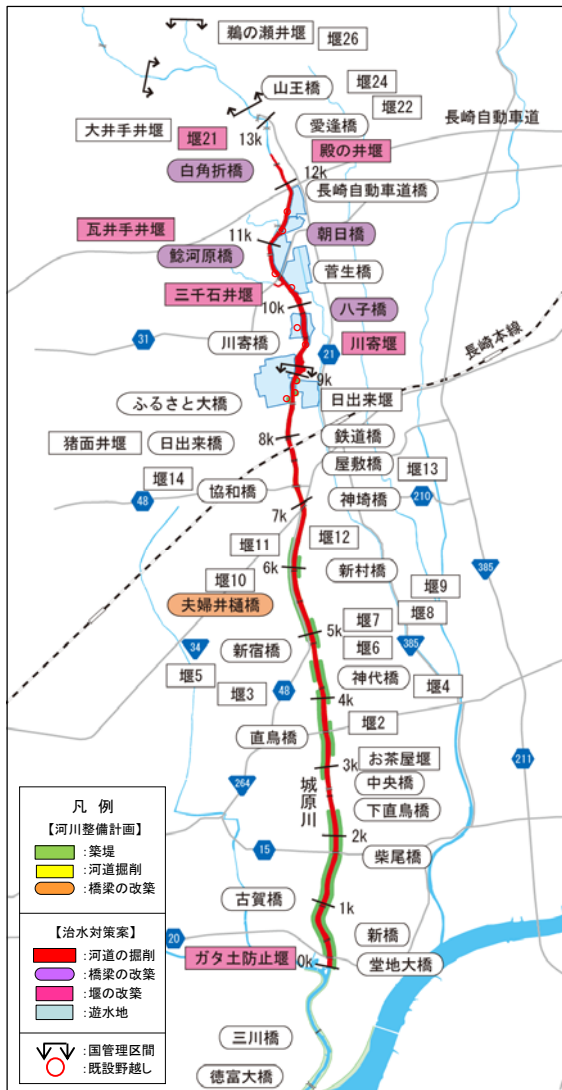 鵜の瀬井堰
堰26
山王橋
堰24
堰22
大井手井堰
13k
愛逢橋
長崎自動車道
堰21
殿の井堰
白角折橋
12k
長崎自動車道橋
瓦井手井堰
11k
朝日橋
鯰河原橋
菅生橋
三千石井堰
10k
八子橋
31
川寄橋
21
川寄堰
長崎本線
9k
ふるさと大橋
日出来堰
猪面井堰
日出来橋
8k
鉄道橋
屋敷橋
堰14
堰13
48
協和橋
神埼橋
210
7k
堰11
堰12
385
6k
堰10
新村橋
堰9
夫婦井樋橋
堰7
堰8
5k
34
新宿橋
堰6
385
堰5
堰3
48
神代橋
4k
堰4
堰2
直鳥橋
お茶屋堰
3k
211
264
城原川
中央橋
下直鳥橋
2k
15
柴尾橋
古賀橋
1k
20
新橋
ガタ土防止堰
0k
堂地大橋
三川橋
徳富大橋
凡 例
【河川整備計画】
:築堤
:河道掘削
:橋梁の改築
【治水対策案】
:河道の掘削
:橋梁の改築
:堰の改築
:遊水地
:国管理区間
:既設野越し